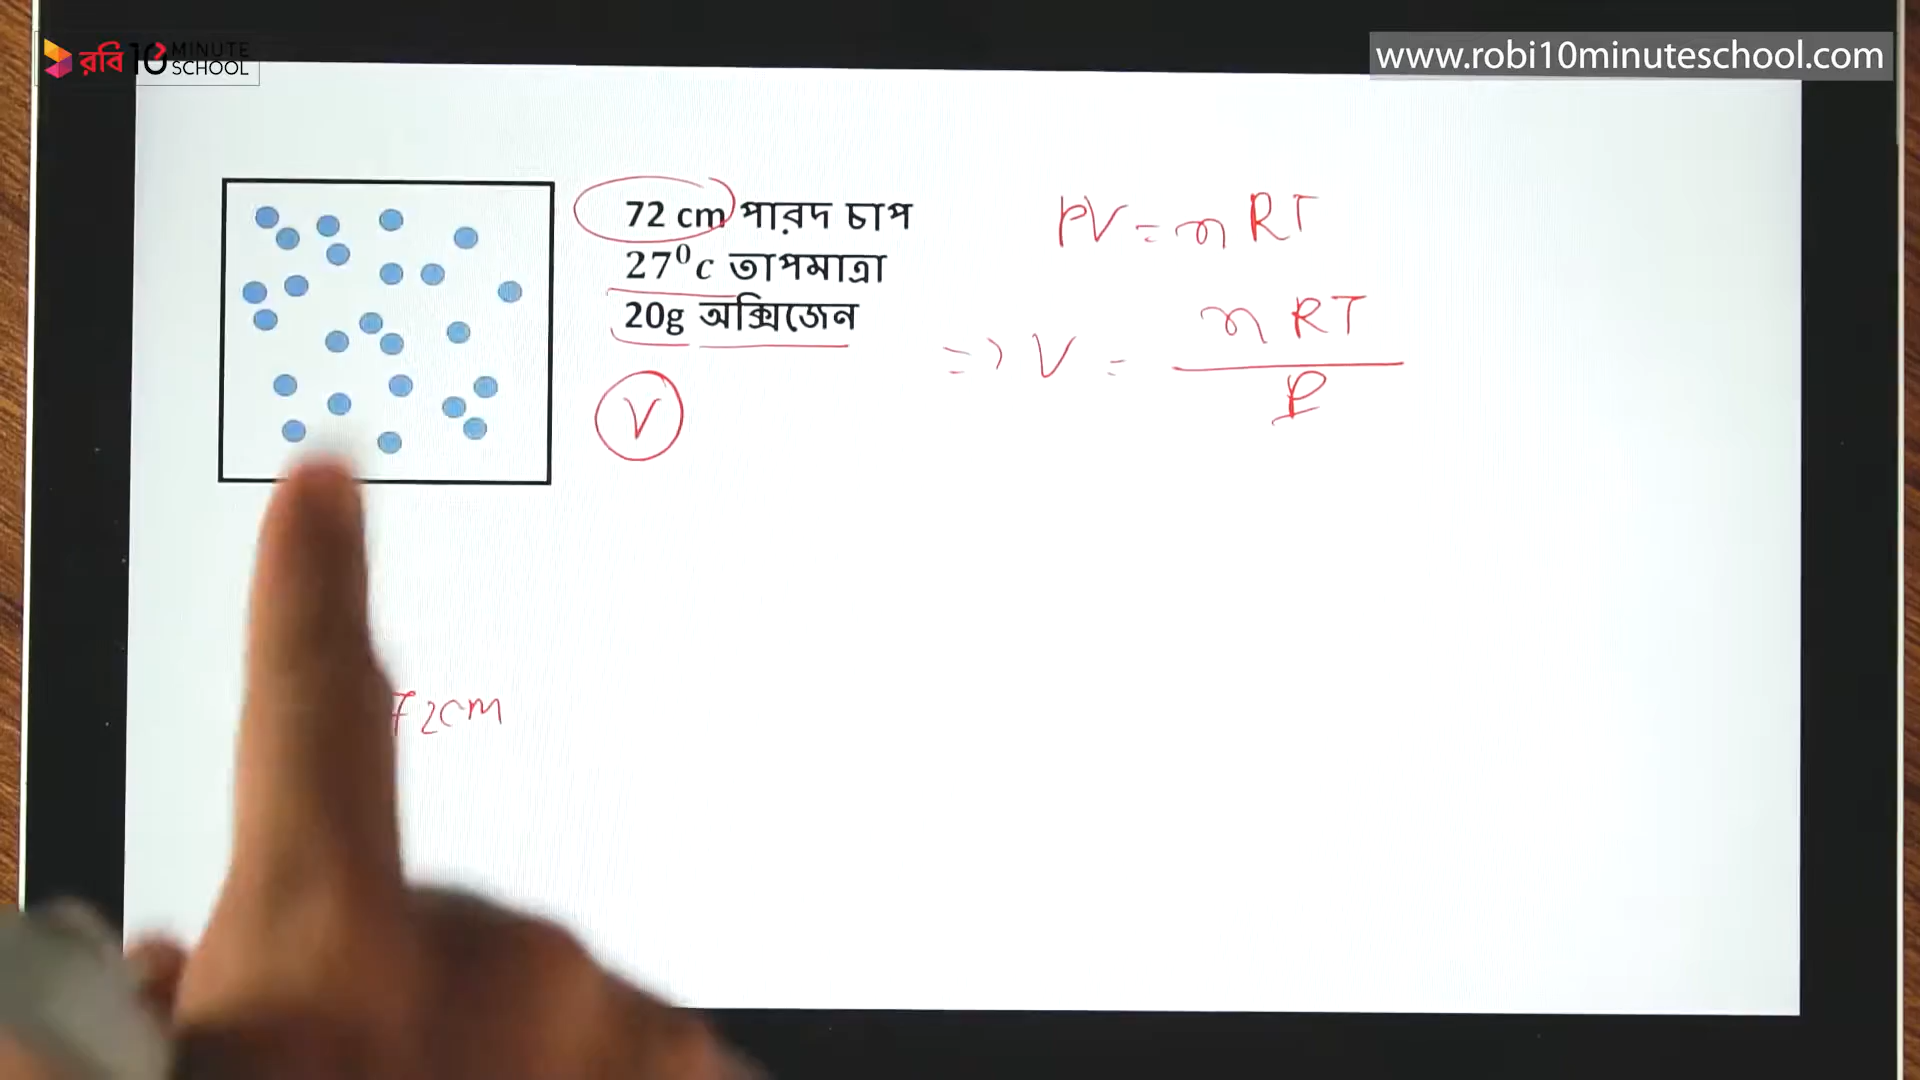 রবি 10 MINUTE SCHOOL
www.robi10minuteschool.com
72 cm পারদ চাপ
27⁰c তাপমাত্রা
20g অক্সিজেন
V
PV = nRT
=> V = nRT / P
72cm